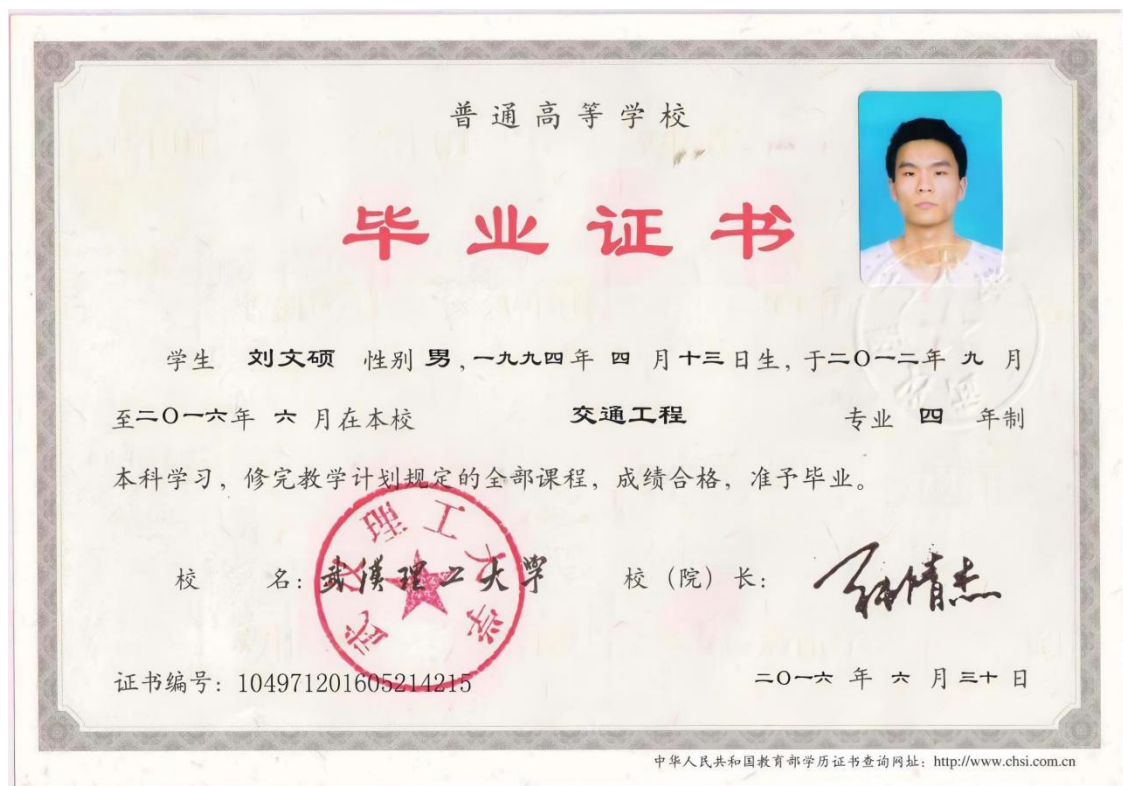 普通高等学校
毕业证书
学生 刘文硕 性别 男，一九九四年 四 月十三日生，于二〇一二年 九 月
至二〇一六年 六 月在本校 交通工程 专业 四 年制
本科学习，修完教学计划规定的全部课程，成绩合格，准予毕业。
校 名：武汉理工大学 校（院）长：
武汉理工大学
证书编号：104971201605214215 二〇一六 年 六 月三十日
中华人民共和国教育部学历证书查询网址：http://www.chsi.com.cn